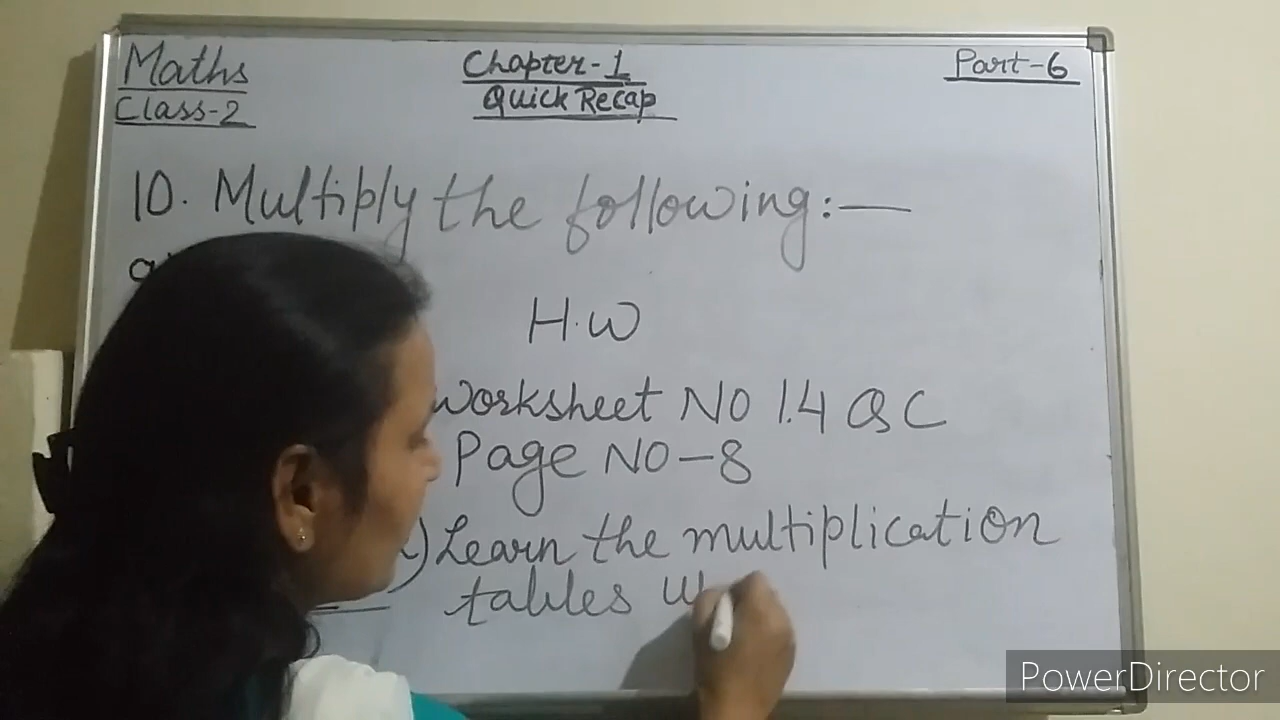 Maths
Class-2
Chapter-1
Quick Recap
Part-6
10. Multiply the following:—
H.W
Worksheet NO 1.4 Q C
Page NO-8
) Learn the multiplication
tables
PowerDirector